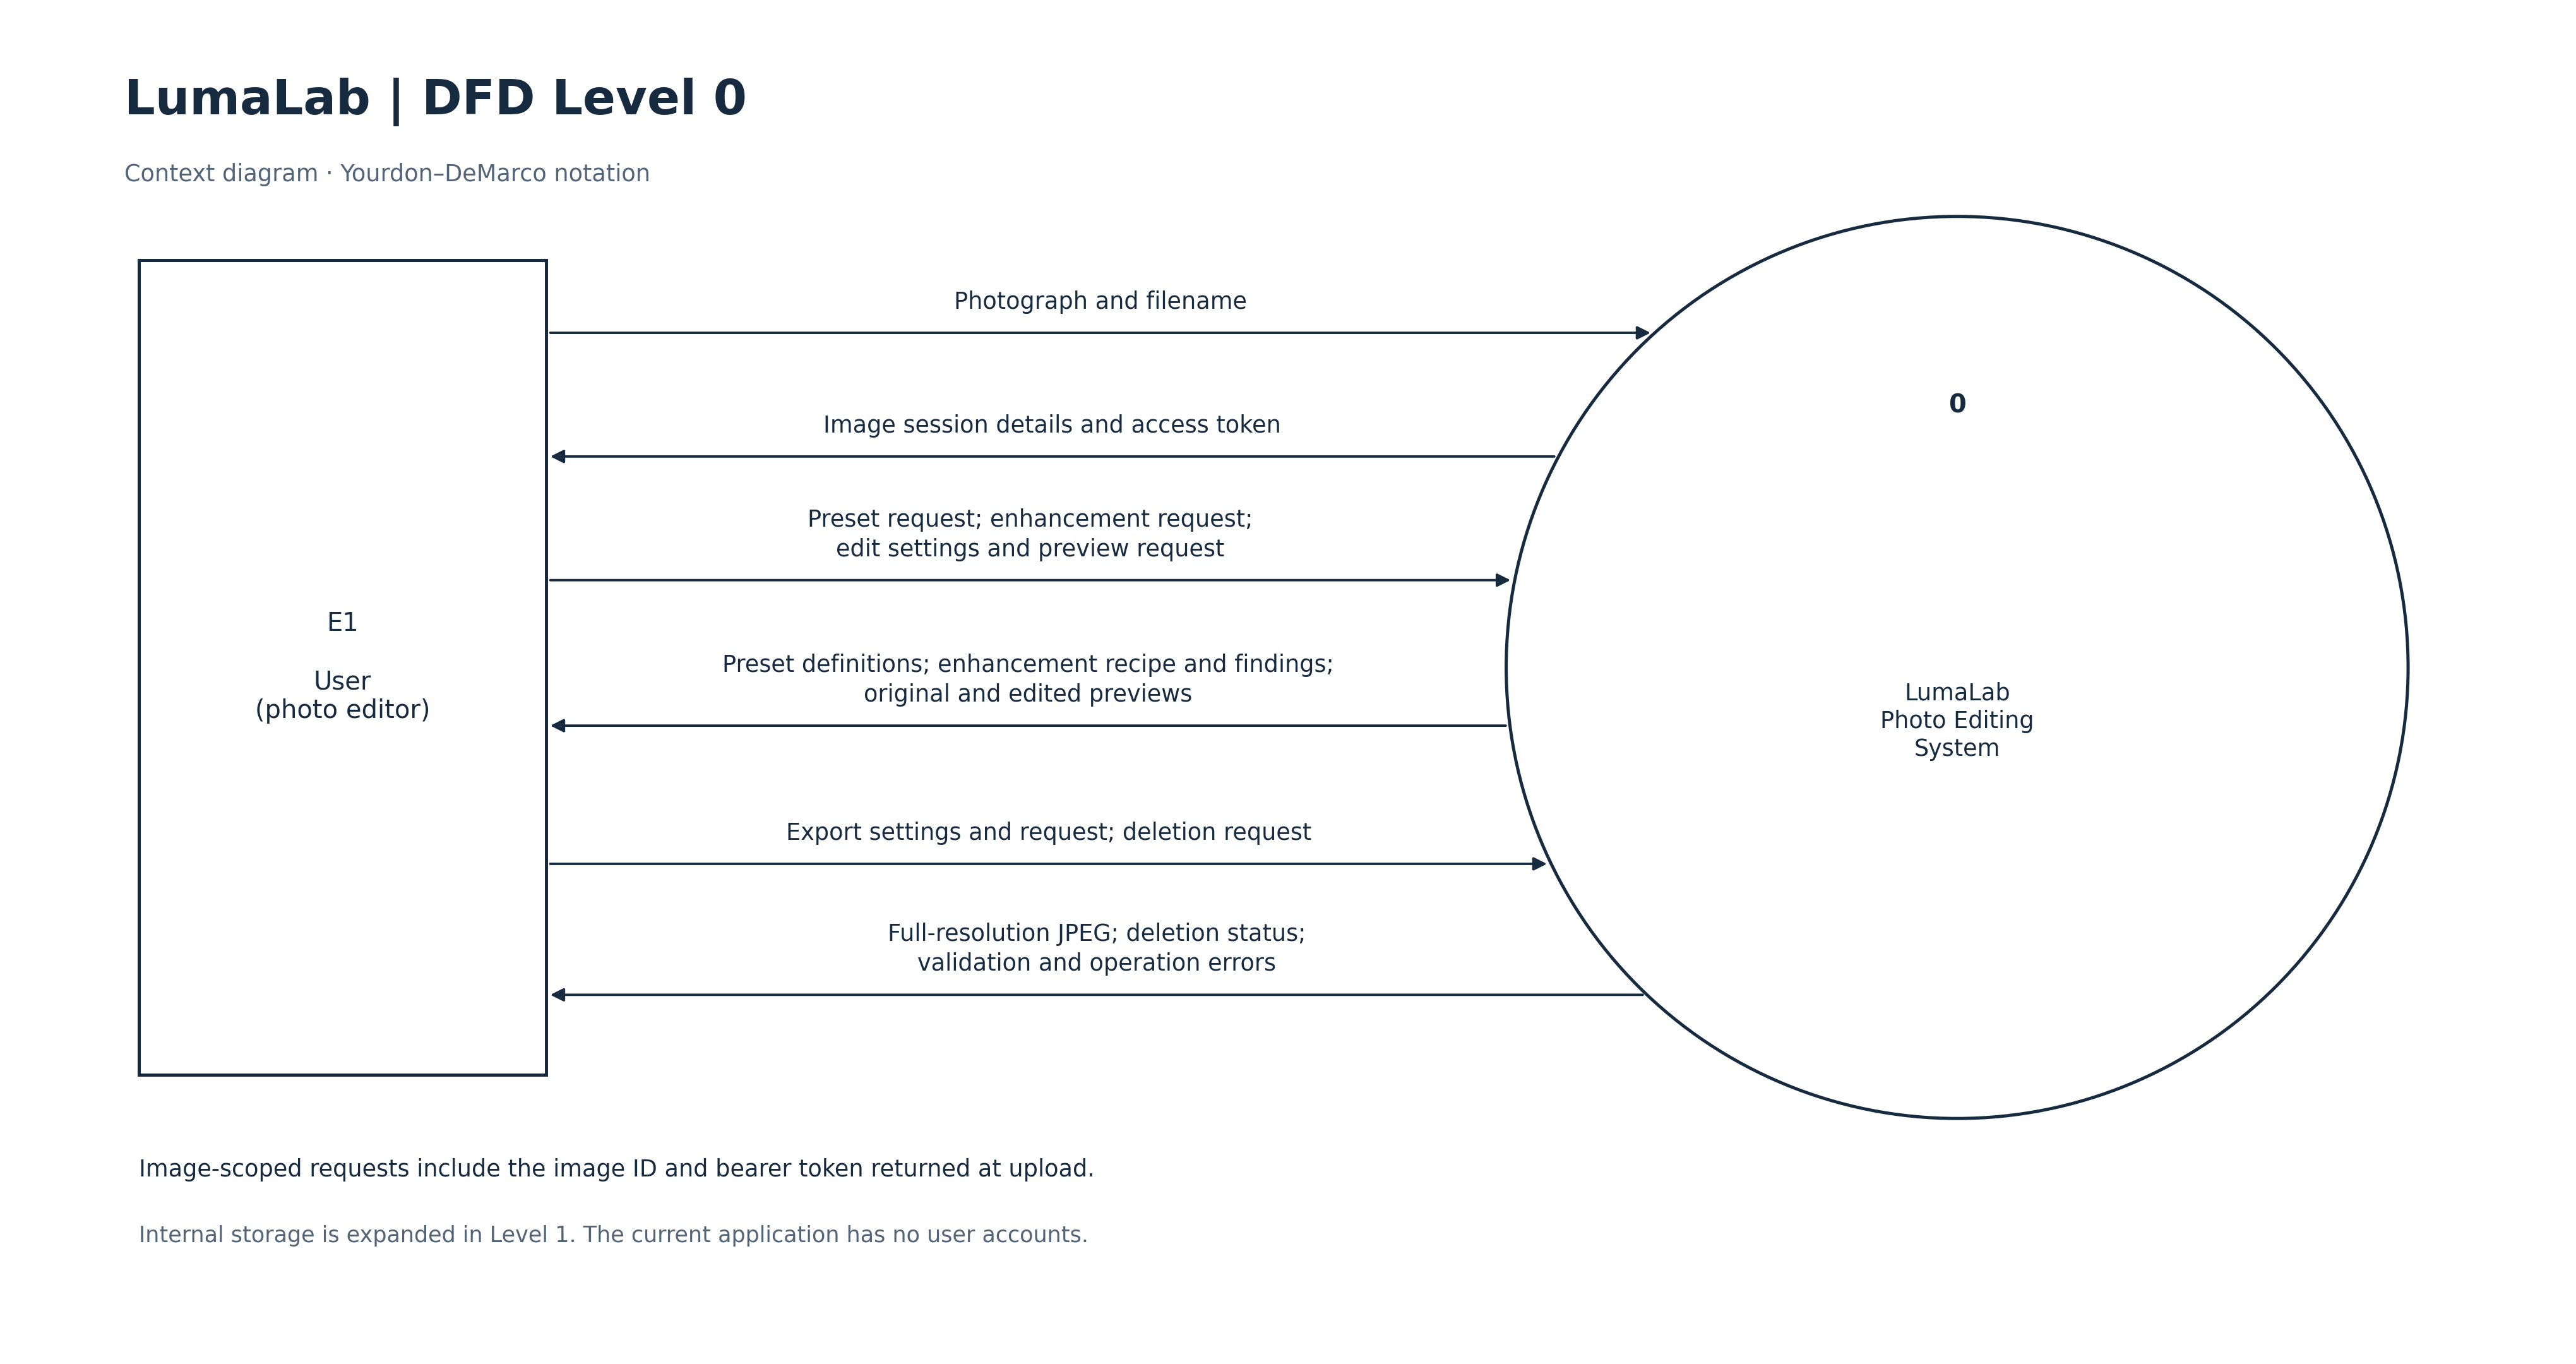 LumaLab | DFD Level 0
Context diagram · Yourdon–DeMarco notation
Photograph and filename
0
Image session details and access token
Preset request; enhancement request;
edit settings and preview request
E1
User
(photo editor)
Preset definitions; enhancement recipe and findings;
original and edited previews
LumaLab
Photo Editing
System
Export settings and request; deletion request
Full-resolution JPEG; deletion status;
validation and operation errors
Image-scoped requests include the image ID and bearer token returned at upload.
Internal storage is expanded in Level 1. The current application has no user accounts.